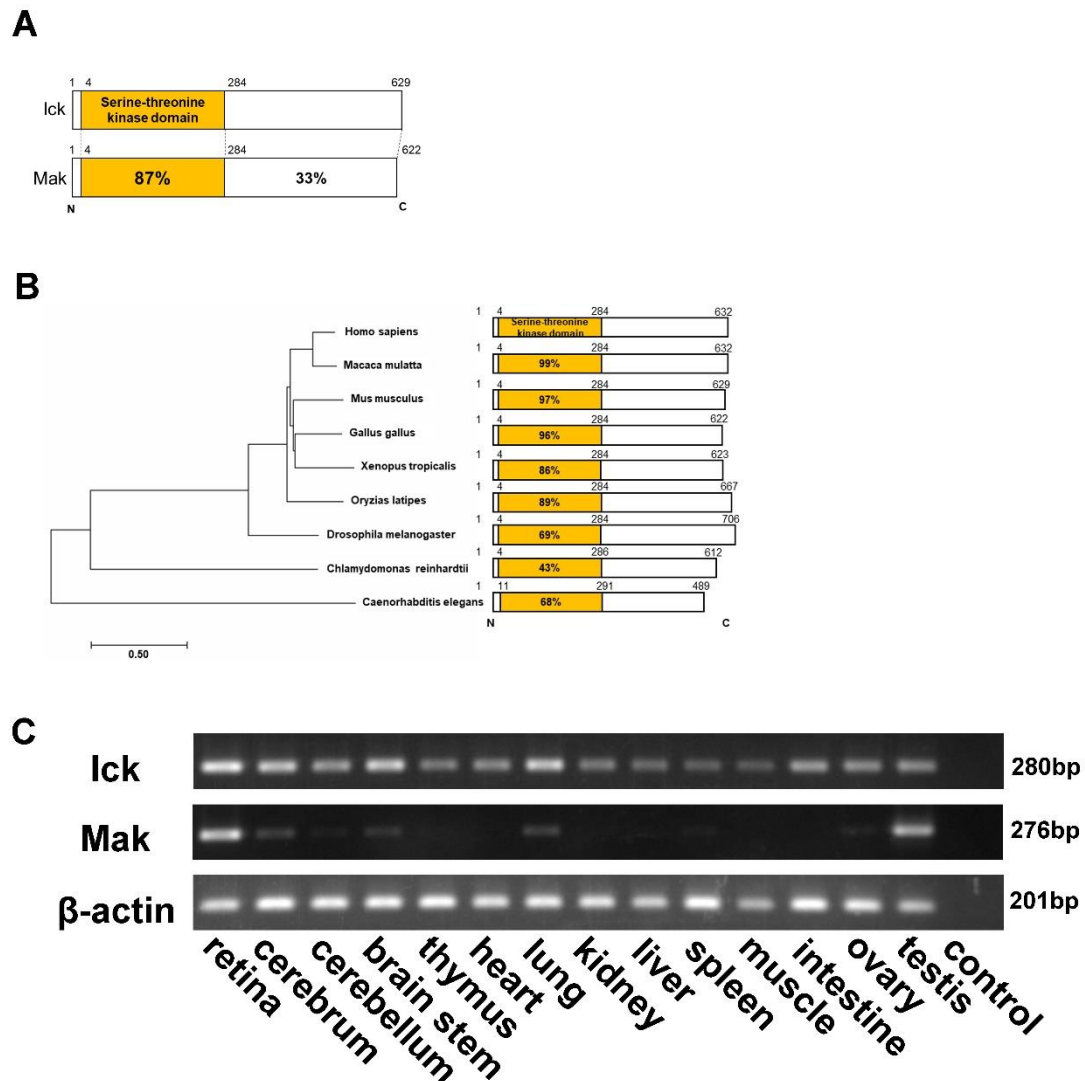 A
1 4 284 629
Ick
Serine-threonine
kinase domain
1 4 284 622
Mak
87%
33%
N C
B
1 4 284 632
Homo sapiens
Serine-threonine
kinase domain
1 4 284 632
Macaca mulatta
99%
1 4 284 629
Mus musculus
97%
1 4 284 622
Gallus gallus
96%
1 4 284 623
Xenopus tropicalis
86%
1 4 284 667
Oryzias latipes
89%
1 4 284 706
Drosophila melanogaster
69%
1 4 286 612
Chlamydomonas reinhardtii
43%
1 11 291 489
Caenorhabditis elegans
68%
N C
0.50
C
Ick
280bp
Mak
276bp
β-actin
201bp
retina
cerebrum
cerebellum
brain stem
thymus
heart
lung
kidney
liver
spleen
muscle
intestine
ovary
testis
control